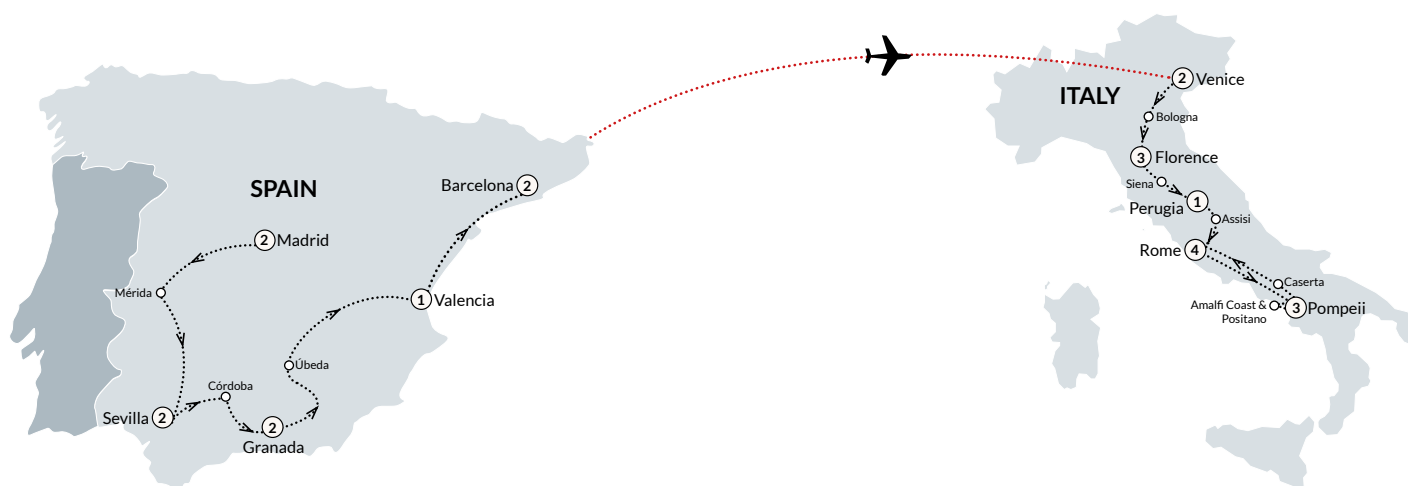 SPAIN
Barcelona 2
2 Madrid
Mérida
1 Valencia
Úbeda
Córdoba
Sevilla 2
2
Granada
ITALY
2 Venice
Bologna
3 Florence
Siena
Perugia 1
Assisi
Rome 4
Caserta
Amalfi Coast &
Positano
3 Pompeii